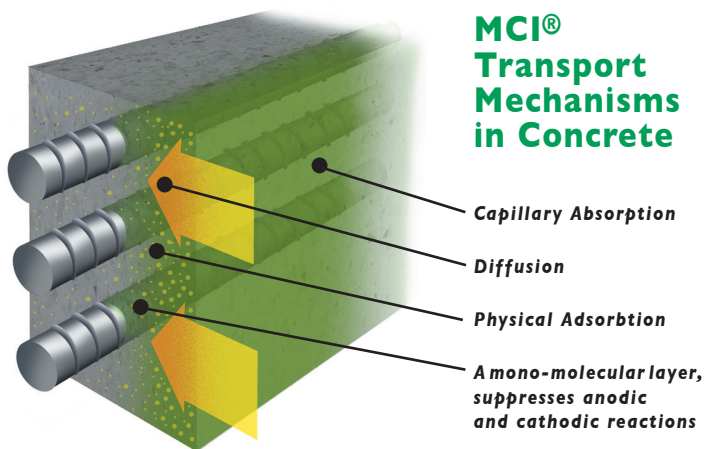 MCI®
Transport
Mechanisms
in Concrete
Capillary Absorption
Diffusion
Physical Adsorbtion
A mono-molecular layer,
suppresses anodic
and cathodic reactions